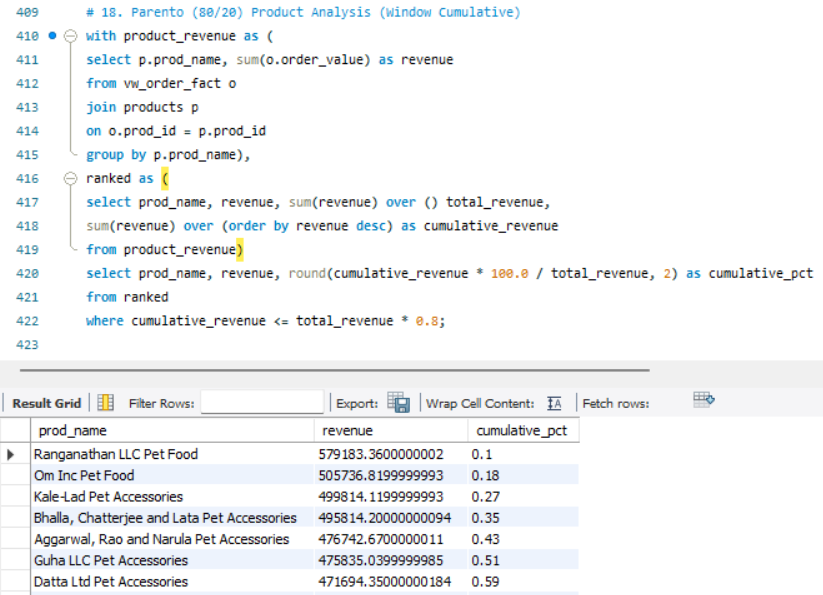 409 # 18. Parento (80/20) Product Analysis (Window Cumulative)
410 with product_revenue as (
411 select p.prod_name, sum(o.order_value) as revenue
412 from vw_order_fact o
413 join products p
414 on o.prod_id = p.prod_id
415 group by p.prod_name),
416 ranked as (
417 select prod_name, revenue, sum(revenue) over () total_revenue,
418 sum(revenue) over (order by revenue desc) as cumulative_revenue
419 from product_revenue)
420 select prod_name, revenue, round(cumulative_revenue * 100.0 / total_revenue, 2) as cumulative_pct
421 from ranked
422 where cumulative_revenue <= total_revenue * 0.8;
423
Result Grid Filter Rows: Export: Wrap Cell Content: IA Fetch rows:
prod_name revenue cumulative_pct
Ranganathan LLC Pet Food 579183.3600000002 0.1
Om Inc Pet Food 505736.8199999993 0.18
Kale-Lad Pet Accessories 499814.1199999993 0.27
Bhalla, Chatterjee and Lata Pet Accessories 495814.20000000094 0.35
Aggarwal, Rao and Narula Pet Accessories 476742.6700000011 0.43
Guha LLC Pet Accessories 475835.0399999985 0.51
Datta Ltd Pet Accessories 471694.35000000184 0.59